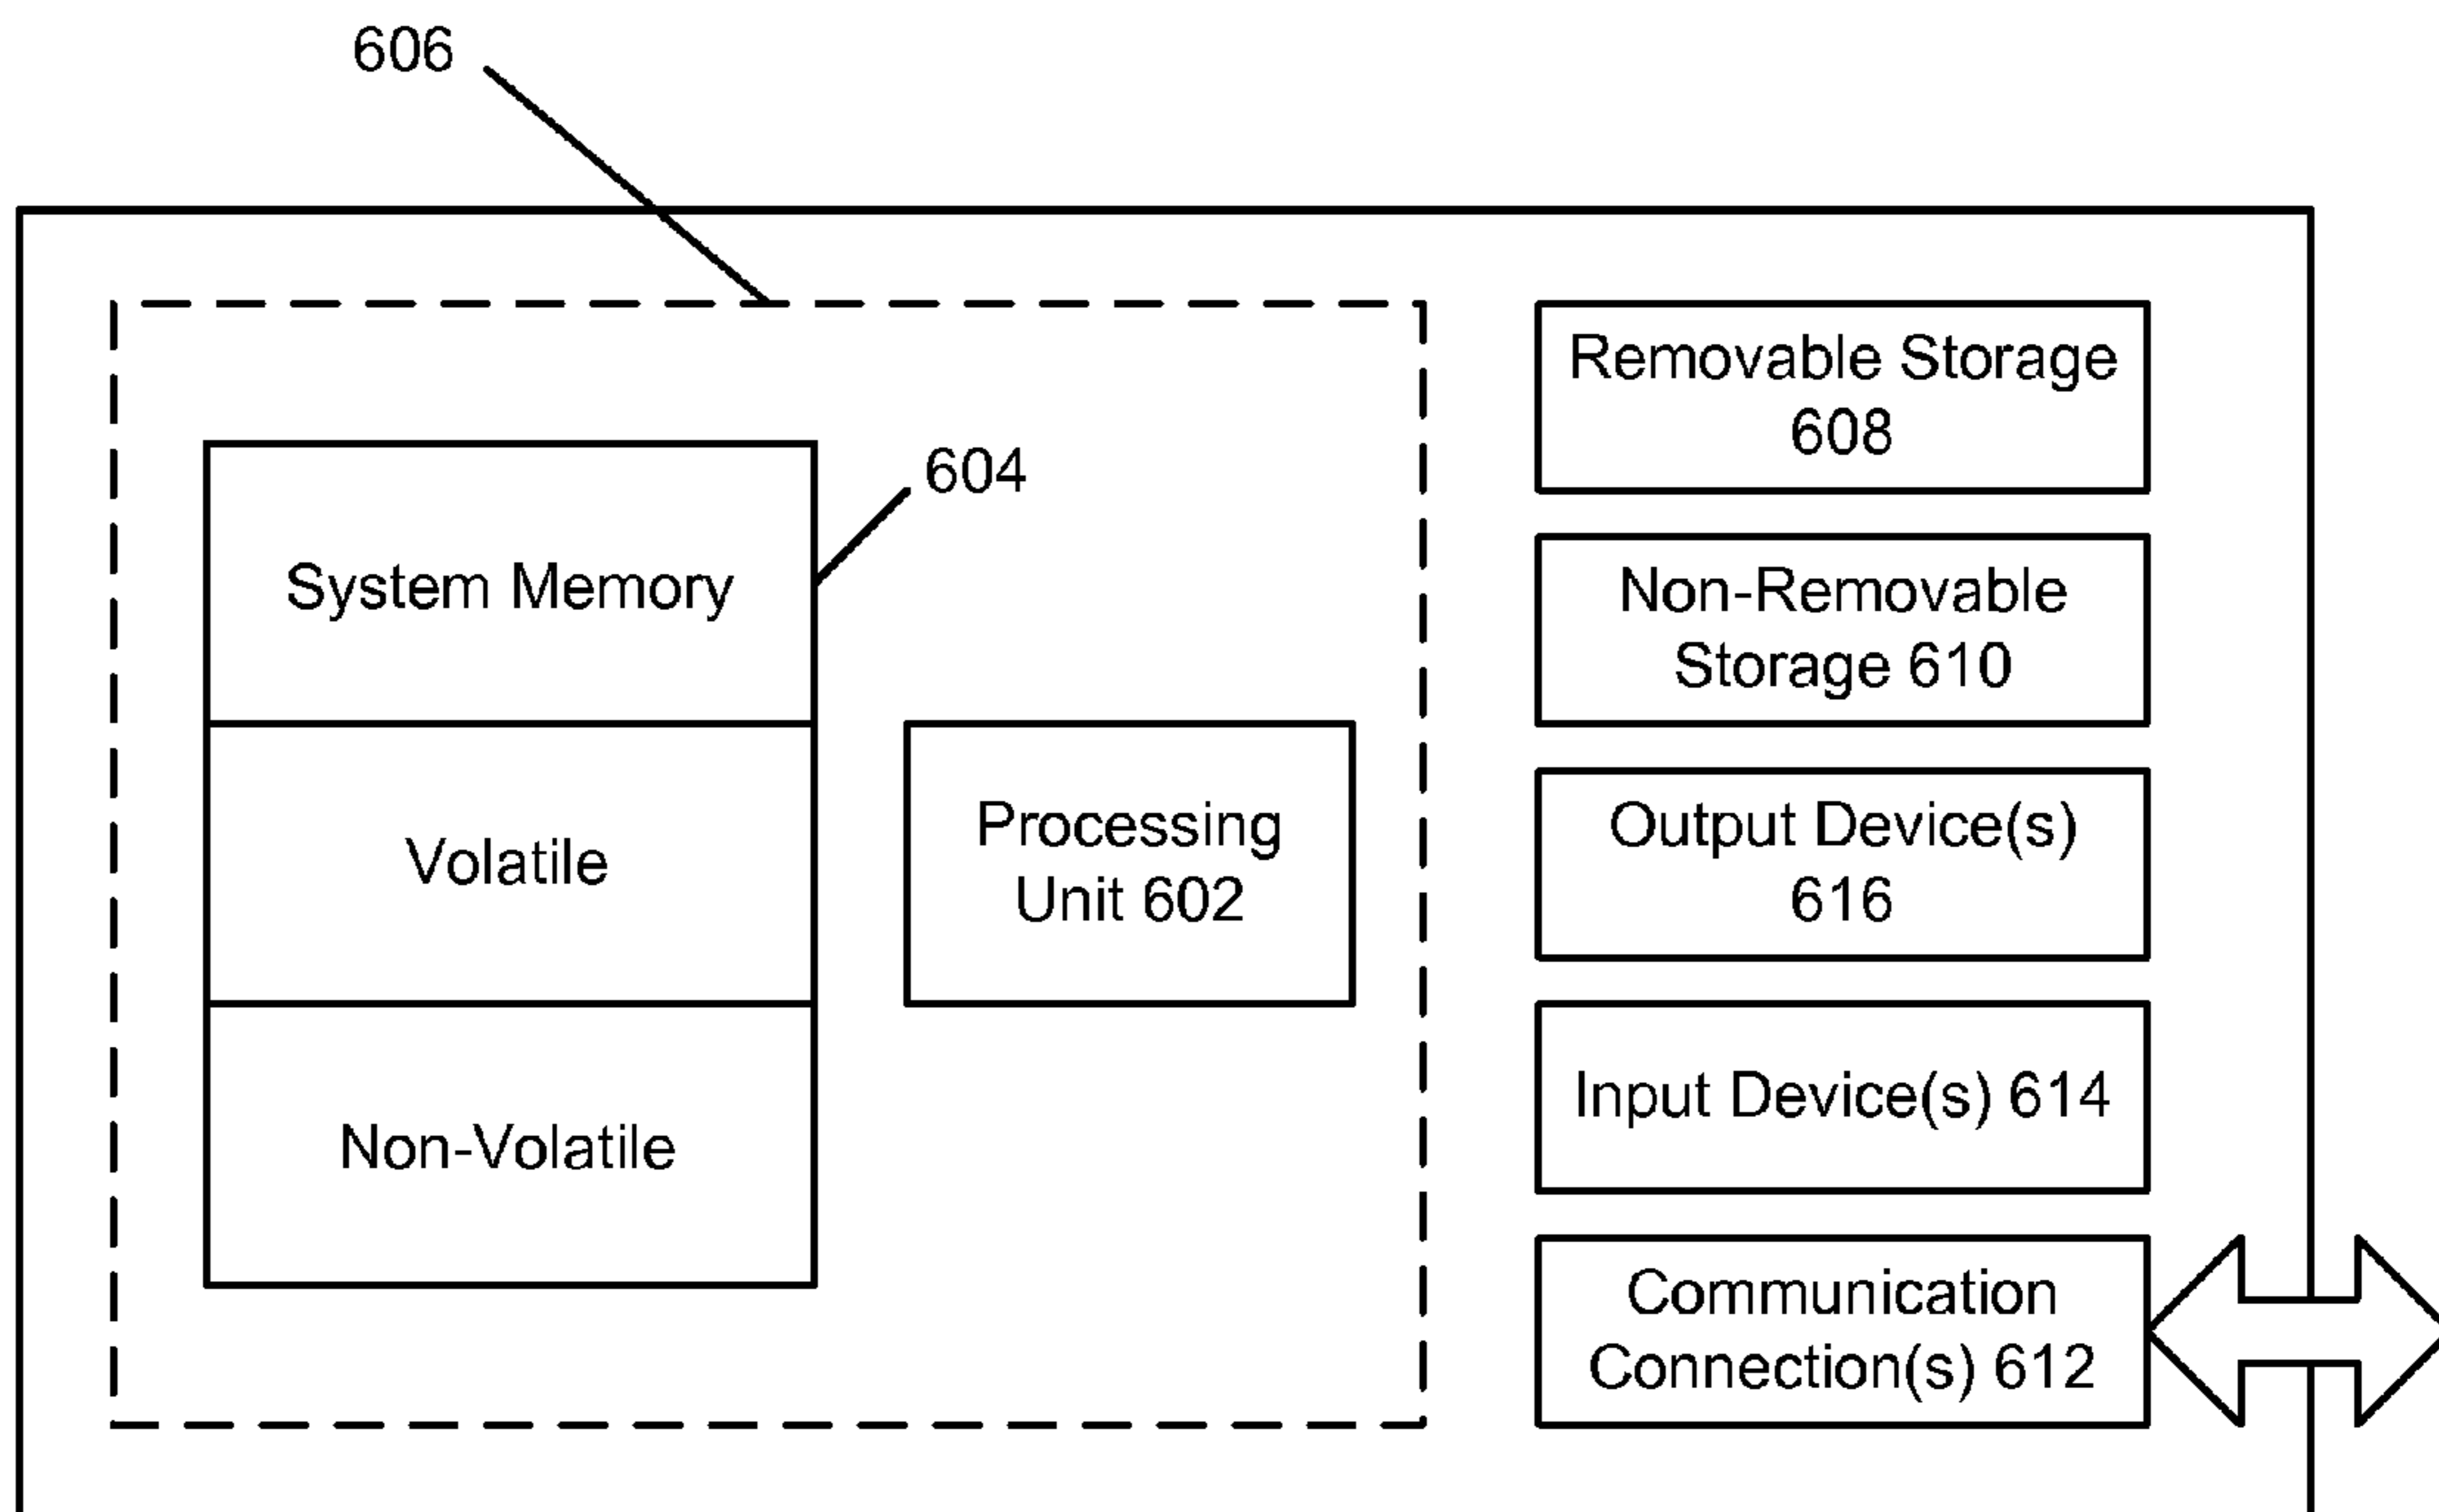 606
604
System Memory
Volatile
Non-Volatile
Processing
Unit 602
Removable Storage
608
Non-Removable
Storage 610
Output Device(s)
616
Input Device(s) 614
Communication
Connection(s) 612